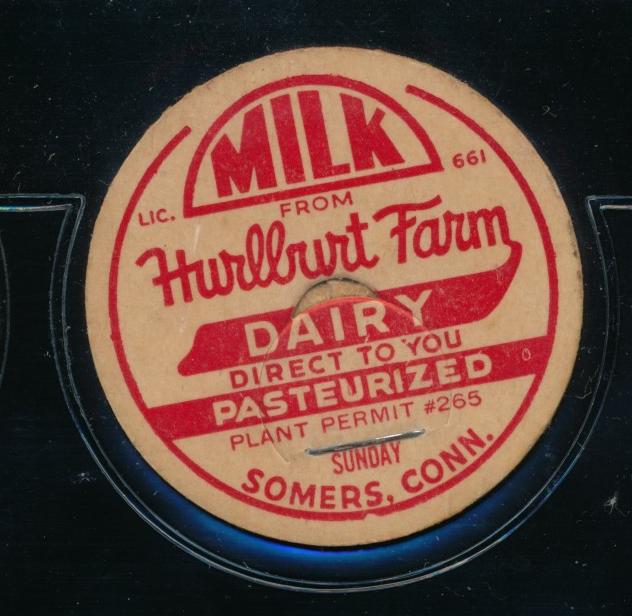 MILK
LIC. 661
FROM
Hurlburt Farm
DAIRY
DIRECT TO YOU
PASTEURIZED
PLANT PERMIT #265
SUNDAY
SOMERS, CONN.